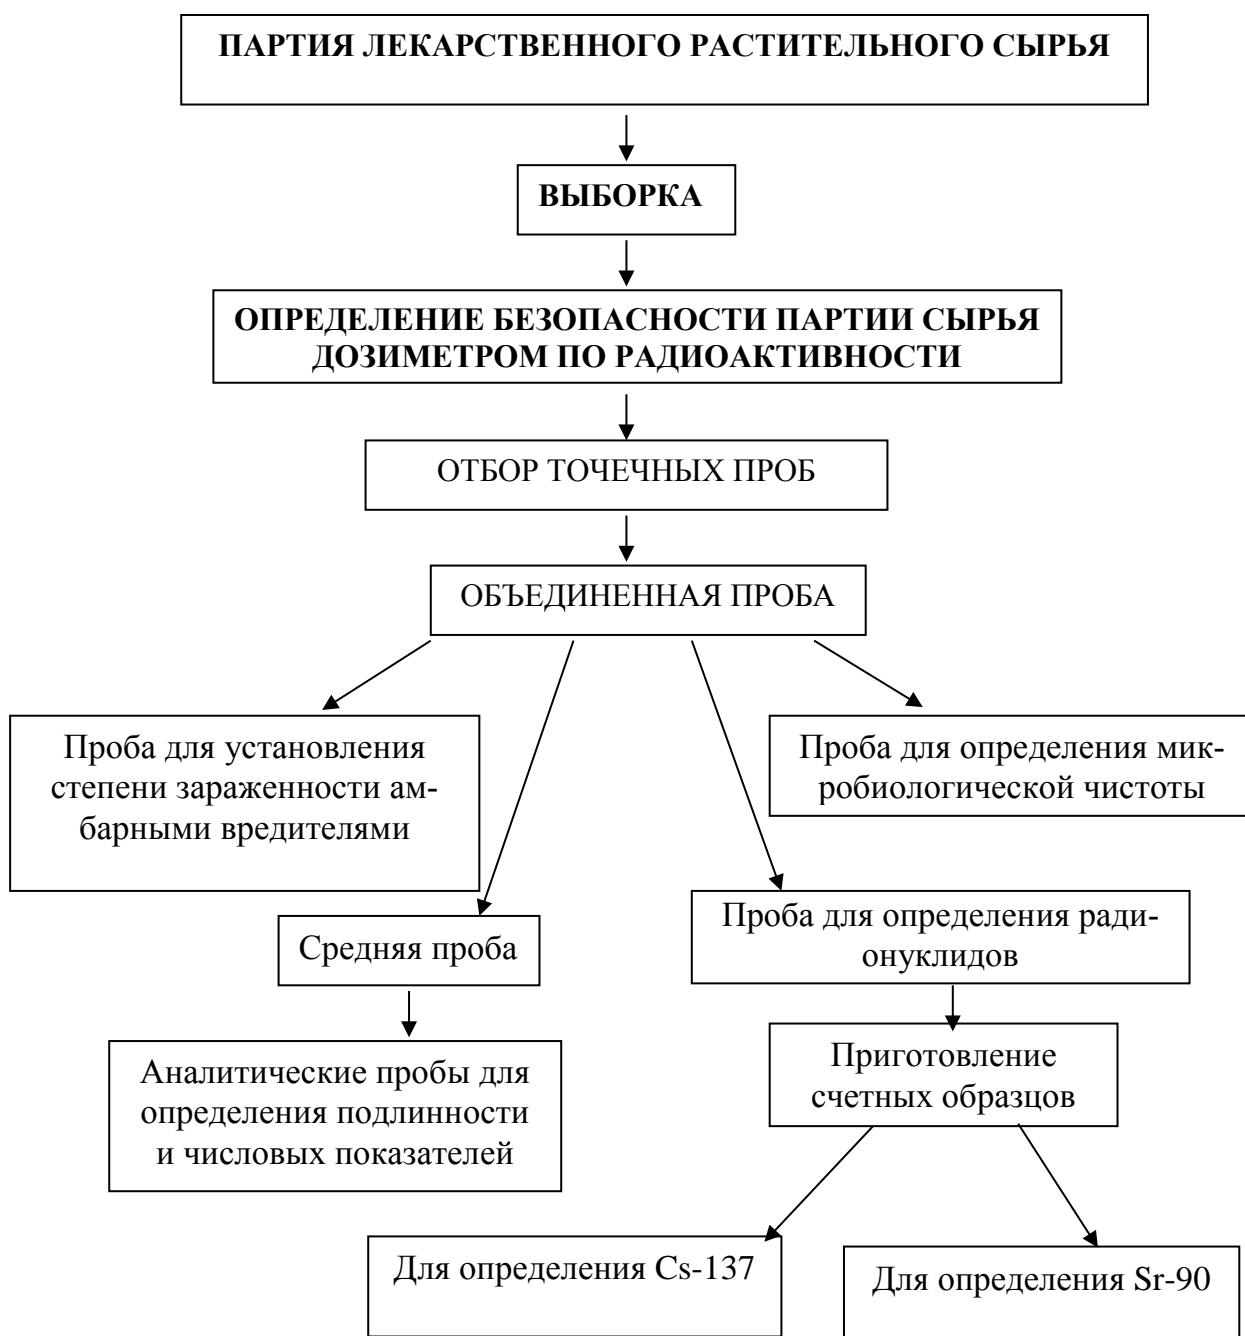 ПАРТИЯ ЛЕКАРСТВЕННОГО РАСТИТЕЛЬНОГО СЫРЬЯ
ВЫБОРКА
ОПРЕДЕЛЕНИЕ БЕЗОПАСНОСТИ ПАРТИИ СЫРЬЯ
ДОЗИМЕТРОМ ПО РАДИОАКТИВНОСТИ
ОТБОР ТОЧЕЧНЫХ ПРОБ
ОБЪЕДИНЕННАЯ ПРОБА
Проба для установления
степени зараженности ам-
барными вредителями
Проба для определения мик-
робиологической чистоты
Средняя проба
Проба для определения ради-
онуклидов
Аналитические пробы для
определения подлинности
и числовых показателей
Приготовление
счетных образцов
Для определения Cs-137
Для определения Sr-90